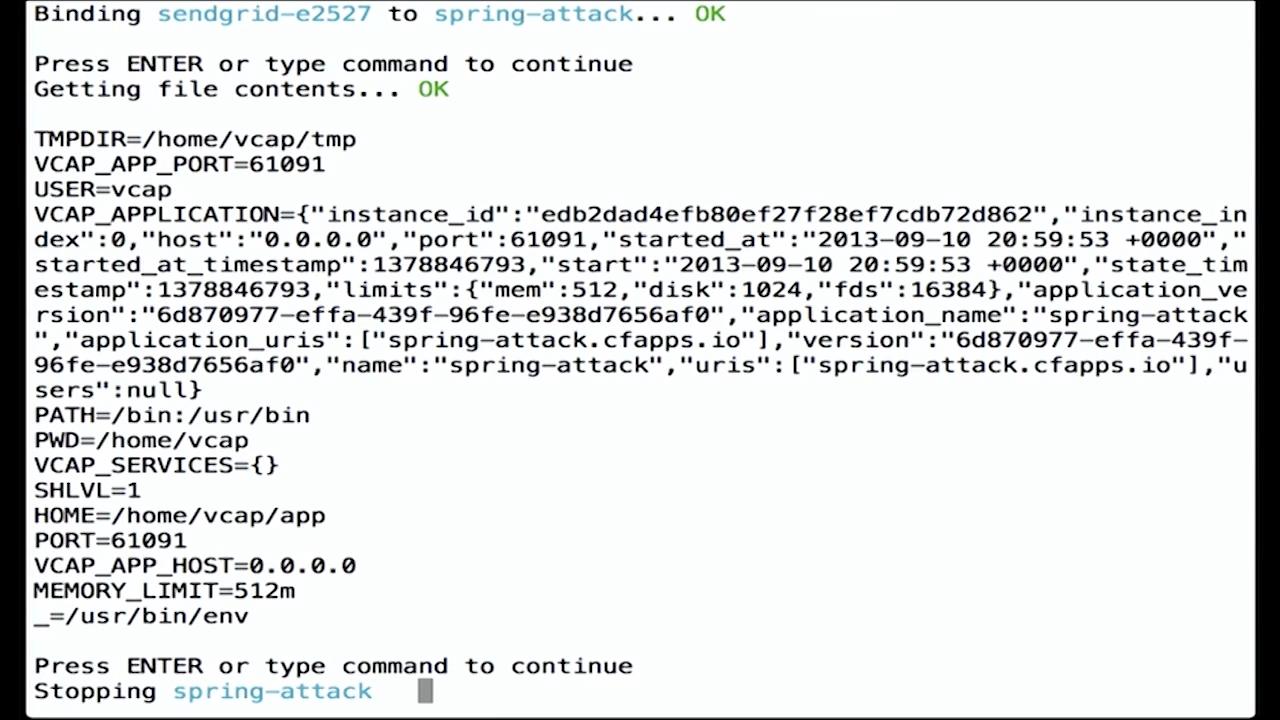 Binding sendgrid-e2527 to spring-attack... OK
Press ENTER or type command to continue
Getting file contents... OK
TMPDIR=/home/vcap/tmp
VCAP_APP_PORT=61091
USER=vcap
VCAP_APPLICATION={"instance_id":"edb2dad4efb80ef27f28ef7cdb72d862","instance_in
dex":0,"host":"0.0.0.0","port":61091,"started_at":"2013-09-10 20:59:53 +0000","
started_at_timestamp":1378846793,"start":"2013-09-10 20:59:53 +0000","state_tim
estamp":1378846793,"limits":{"mem":512,"disk":1024,"fds":16384},"application_ve
rsion":"6d870977-effa-439f-96fe-e938d7656af0","application_name":"spring-attack
","application_uris":["spring-attack.cfapps.io"],"version":"6d870977-effa-439f-
96fe-e938d7656af0","name":"spring-attack","uris":["spring-attack.cfapps.io"],"u
sers":null}
PATH=/bin:/usr/bin
PWD=/home/vcap
VCAP_SERVICES={}
SHLVL=1
HOME=/home/vcap/app
PORT=61091
VCAP_APP_HOST=0.0.0.0
MEMORY_LIMIT=512m
_=/usr/bin/env
Press ENTER or type command to continue
Stopping spring-attack